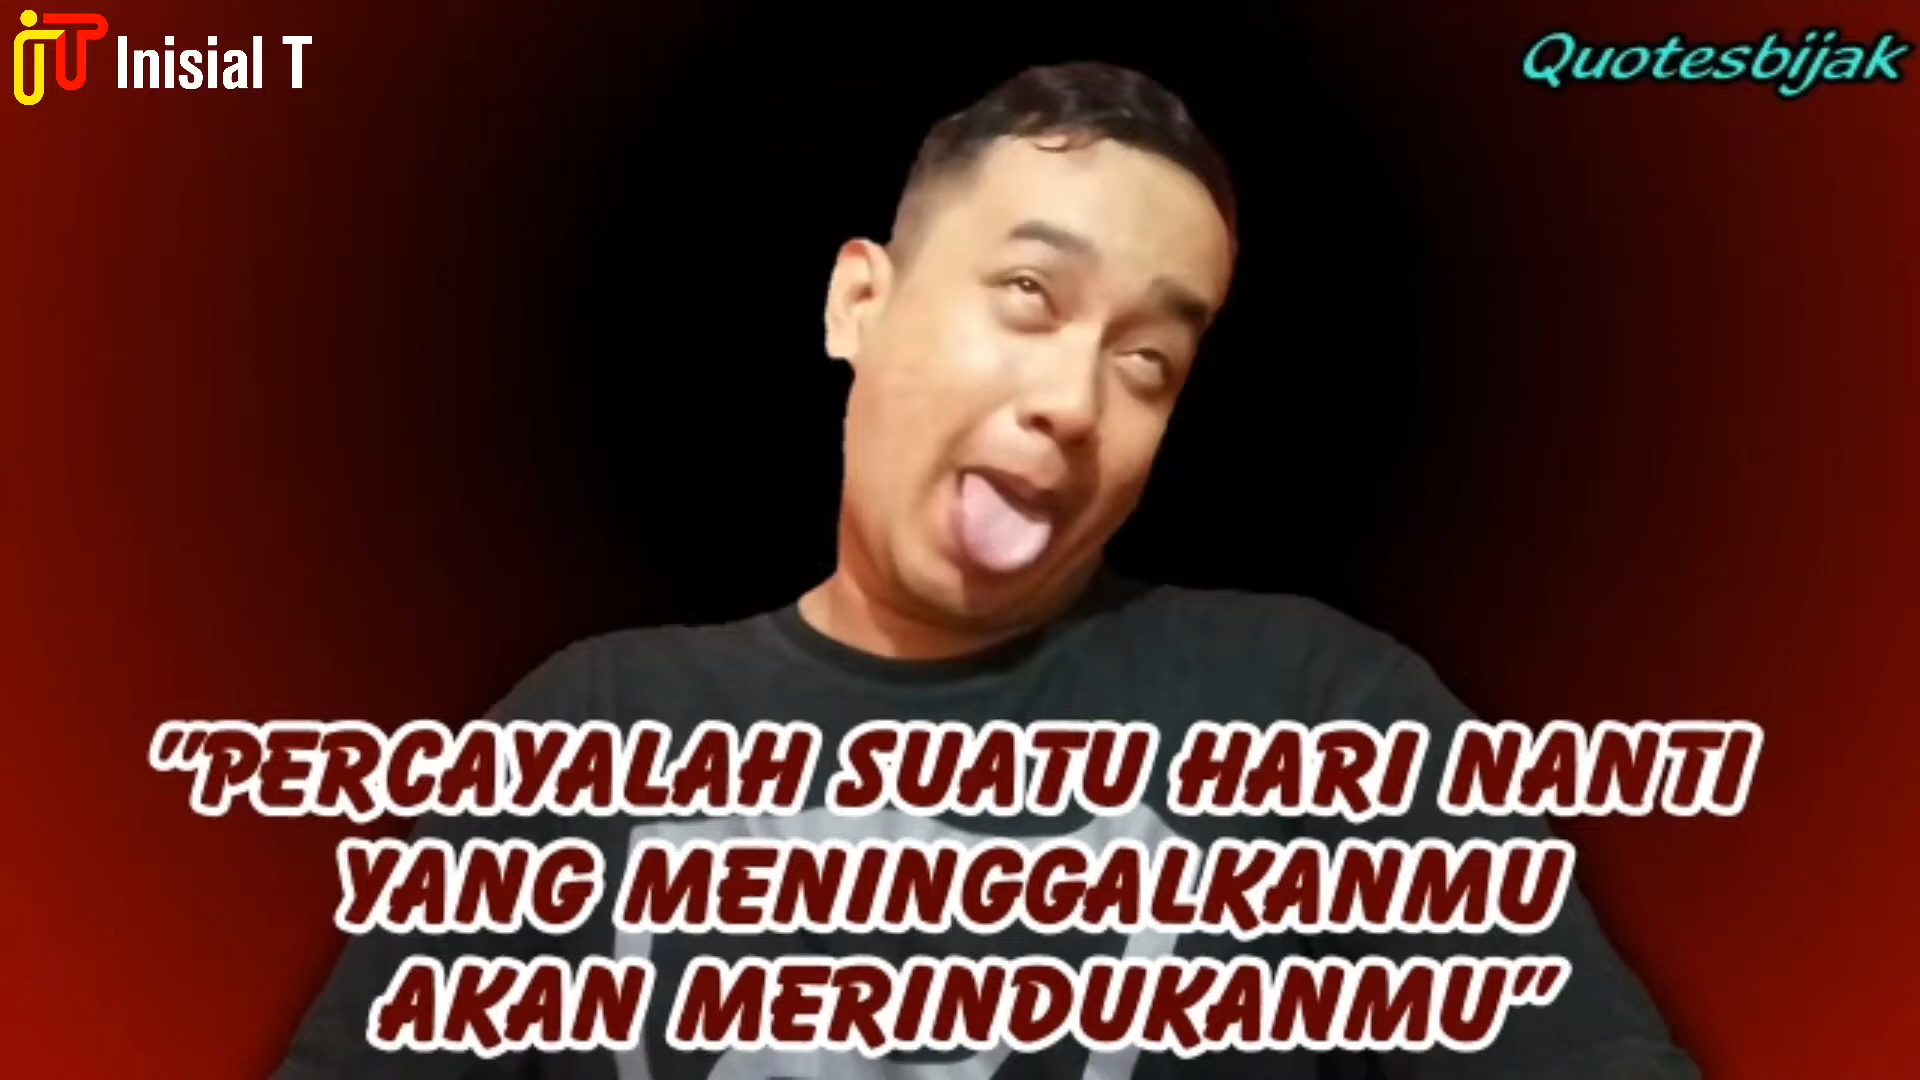 Inisial T
Quotesbijak
"PERCAYALAH SUATU HARI NANTI
YANG MENINGGALKANMU
AKAN MERINDUKANMU"